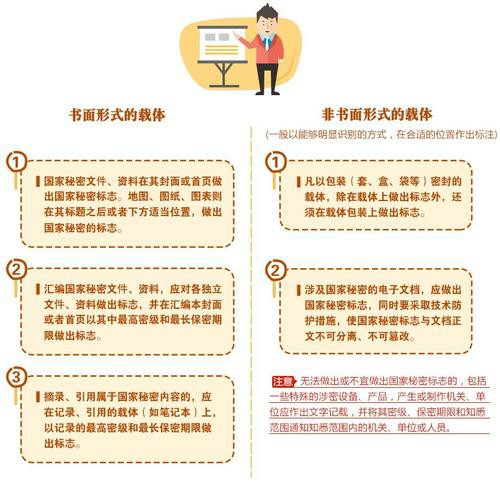 书面形式的载体
1
国家秘密文件、资料在其封面或首页做
出国家秘密标志。地图、图纸、图表则
在其标题之后或者下方适当位置，做出
国家秘密的标志。
2
汇编国家秘密文件、资料，应对各独立
文件、资料做出标志，并在汇编本封面
或者首页以其中最高密级和最长保密期
限做出标志。
3
摘录、引用属于国家秘密内容的，应
在记录、引用的载体（如笔记本）上，
以记录的最高密级和最长保密期限做
出标志。
非书面形式的载体
(一般以能够明显识别的方式，在合适的位置作出标注)
1
凡以包装（套、盒、袋等）密封的
载体，除在载体上做出标志外，还
须在载体包装上做出标志。
2
涉及国家秘密的电子文档，应做出
国家秘密标志，同时要采取技术防
护措施，使国家秘密标志与文档正
文不可分离、不可篡改。
注意 无法做出或不宜做出国家秘密标志的，包括
一些特殊的涉密设备、产品，产生或制作机关、单
位应作出文字记载，并将其密级、保密期限和知悉
范围通知知悉范围内的机关、单位或人员。